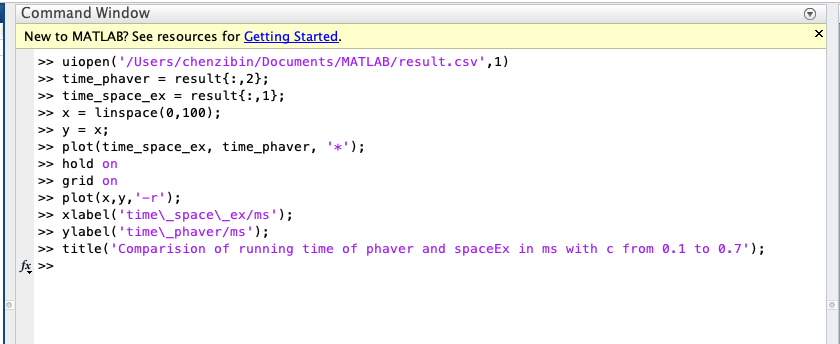 Command Window
New to MATLAB? See resources for Getting Started.
>> uiopen('/Users/chenzibin/Documents/MATLAB/result.csv',1)
>> time_phaver = result{:,2};
>> time_space_ex = result{:,1};
>> x = linspace(0,100);
>> y = x;
>> plot(time_space_ex, time_phaver, '*');
>> hold on
>> grid on
>> plot(x,y,'-r');
>> xlabel('time\_space\_ex/ms');
>> ylabel('time\_phaver/ms');
>> title('Comparision of running time of phaver and spaceEx in ms with c from 0.1 to 0.7');
fx >>